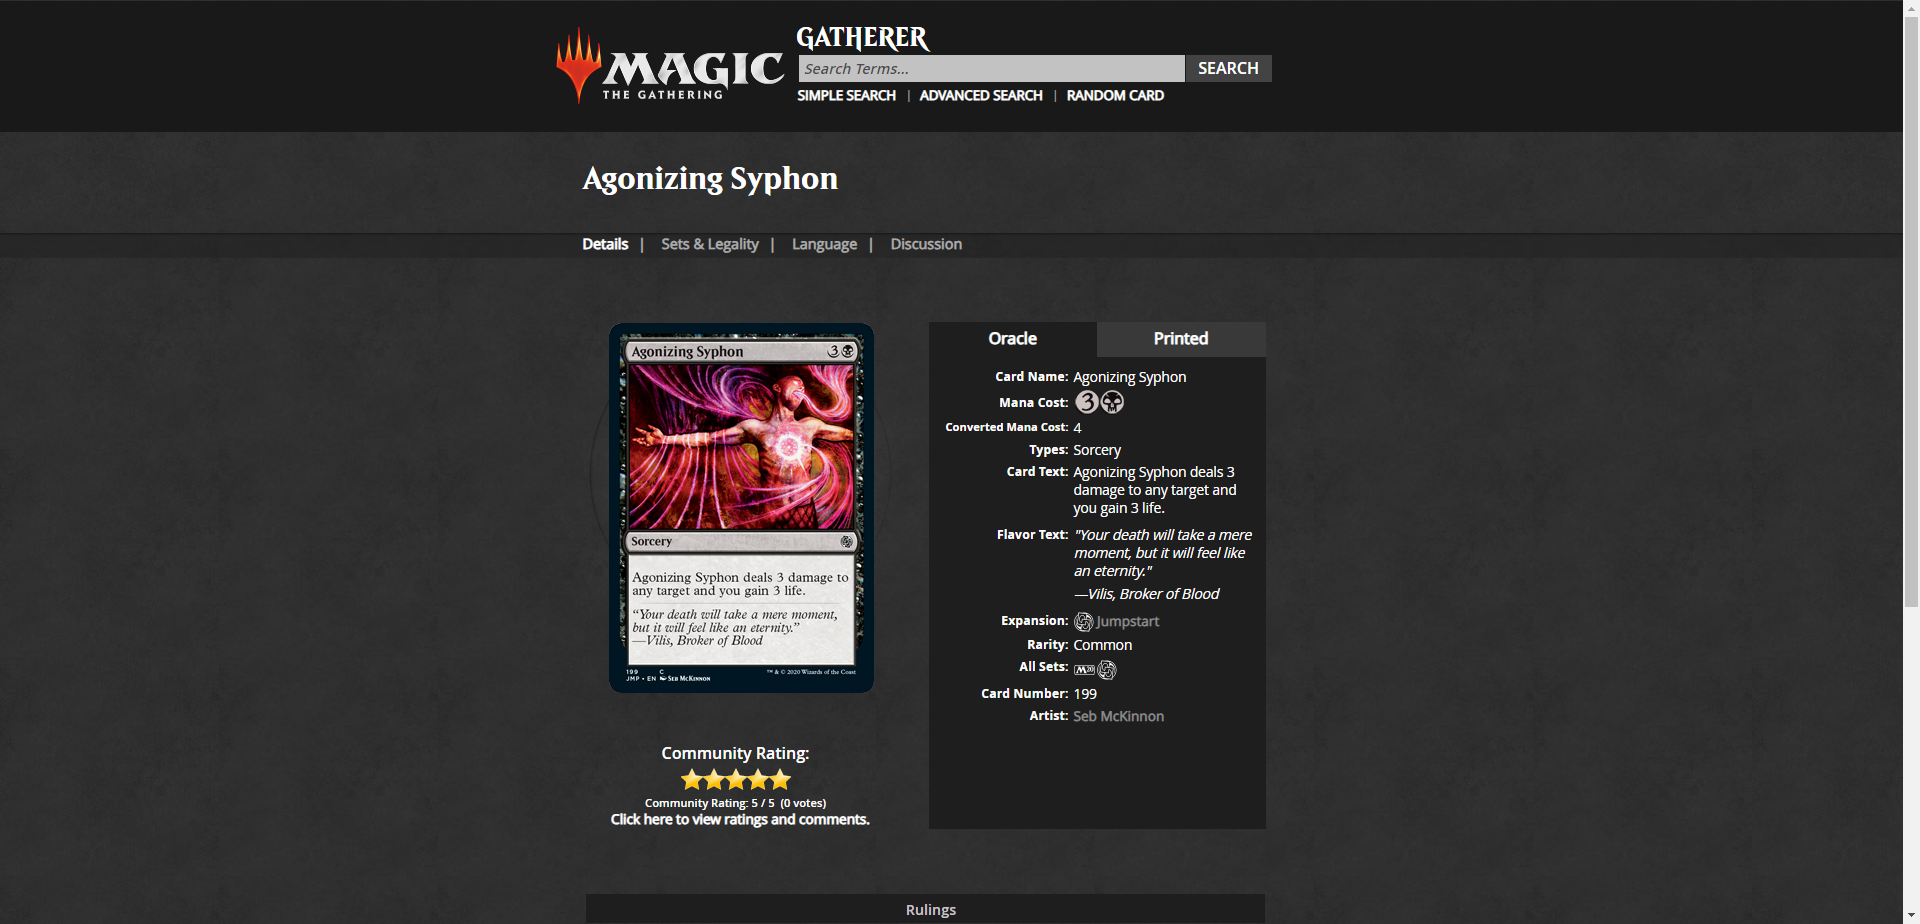 MAGIC
THE GATHERING
GATHERER
Search Terms...
SEARCH
SIMPLE SEARCH | ADVANCED SEARCH | RANDOM CARD
Agonizing Syphon
Details | Sets & Legality | Language | Discussion
Agonizing Syphon 3
Sorcery
Agonizing Syphon deals 3 damage to
any target and you gain 3 life.
“Your death will take a mere moment,
but it will feel like an eternity.”
—Vilis, Broker of Blood
199 C
JMP • EN Seb McKinnon
™ & © 2020 Wizards of the Coast
Community Rating:
Community Rating: 5 / 5 (0 votes)
Click here to view ratings and comments.
Oracle Printed
Card Name: Agonizing Syphon
Mana Cost: 3
Converted Mana Cost: 4
Types: Sorcery
Card Text: Agonizing Syphon deals 3
damage to any target and
you gain 3 life.
Flavor Text: "Your death will take a mere
moment, but it will feel like
an eternity."
—Vilis, Broker of Blood
Expansion: Jumpstart
Rarity: Common
All Sets: M20
Card Number: 199
Artist: Seb McKinnon
Rulings